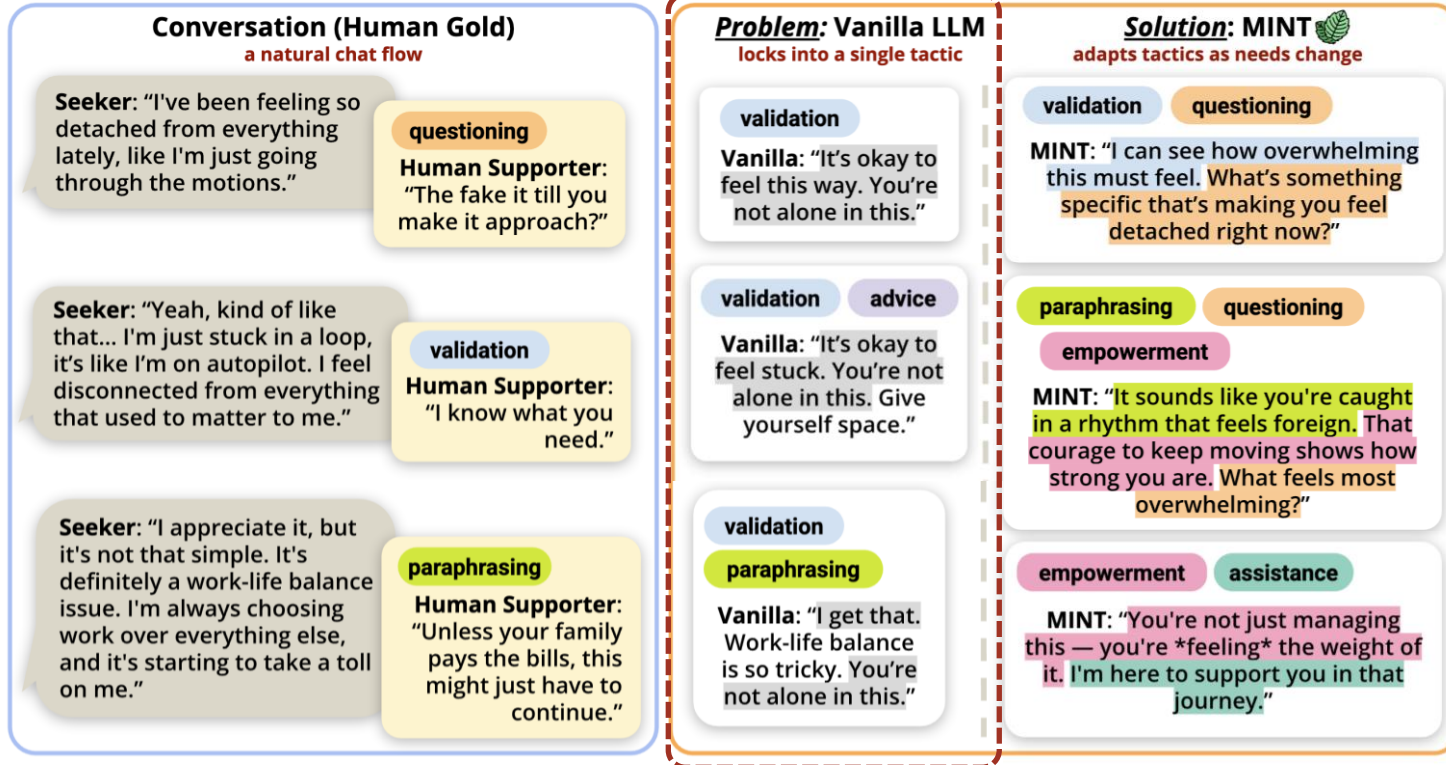 Conversation (Human Gold)
a natural chat flow
Seeker: “I've been feeling so
detached from everything
lately, like I'm just going
through the motions.”
questioning
Human Supporter:
“The fake it till you
make it approach?”
Seeker: “Yeah, kind of like
that... I'm just stuck in a loop,
it’s like I’m on autopilot. I feel
disconnected from everything
that used to matter to me.”
validation
Human Supporter:
“I know what you
need.”
Seeker: “I appreciate it, but
it's not that simple. It's
definitely a work-life balance
issue. I'm always choosing
work over everything else,
and it's starting to take a toll
on me.”
paraphrasing
Human Supporter:
“Unless your family
pays the bills, this
might just have to
continue.”
Problem: Vanilla LLM
locks into a single tactic
validation
Vanilla: “It’s okay to
feel this way. You’re
not alone in this.”
validation
advice
Vanilla: “It’s okay to
feel stuck. You’re not
alone in this. Give
yourself space.”
validation
paraphrasing
Vanilla: “I get that.
Work-life balance
is so tricky. You’re
not alone in this.”
Solution: MINT
adapts tactics as needs change
validation
questioning
MINT: “I can see how overwhelming
this must feel. What’s something
specific that’s making you feel
detached right now?”
paraphrasing
questioning
empowerment
MINT: “It sounds like you're caught
in a rhythm that feels foreign. That
courage to keep moving shows how
strong you are. What feels most
overwhelming?”
empowerment
assistance
MINT: “You're not just managing
this — you're *feeling* the weight of
it. I'm here to support you in that
journey.”